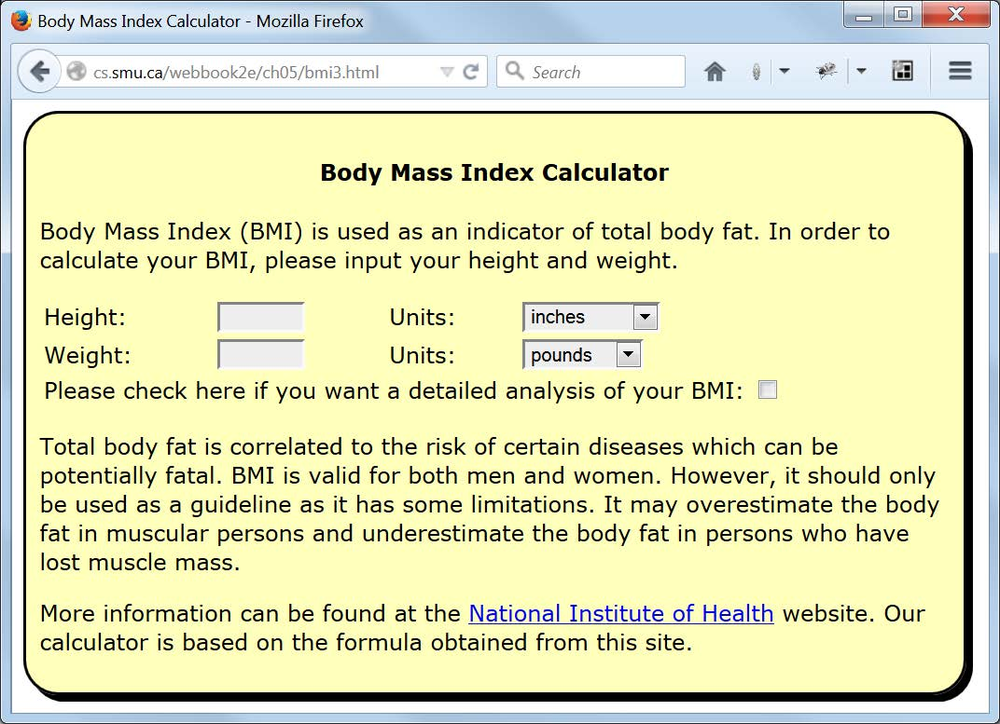 Body Mass Index Calculator - Mozilla Firefox
cs.smu.ca/webbook2e/ch05/bmi3.html
Search
Body Mass Index Calculator
Body Mass Index (BMI) is used as an indicator of total body fat. In order to
calculate your BMI, please input your height and weight.
Height: Units: inches
Weight: Units: pounds
Please check here if you want a detailed analysis of your BMI:
Total body fat is correlated to the risk of certain diseases which can be
potentially fatal. BMI is valid for both men and women. However, it should only
be used as a guideline as it has some limitations. It may overestimate the body
fat in muscular persons and underestimate the body fat in persons who have
lost muscle mass.
More information can be found at the National Institute of Health website. Our
calculator is based on the formula obtained from this site.